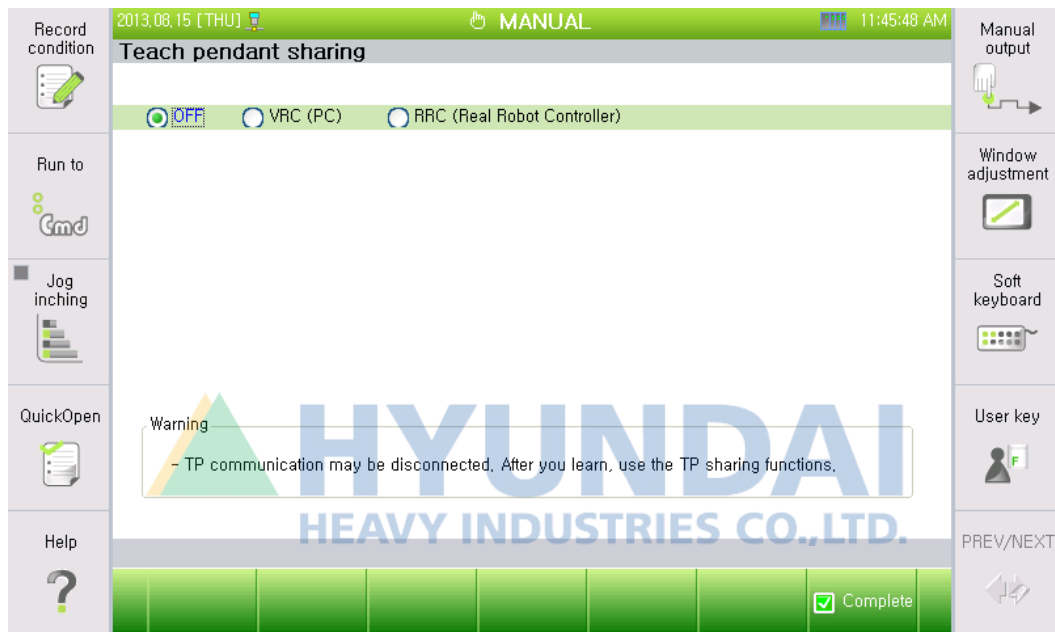 Record
condition
2013,08,15 [THU]
MANUAL
11:45:48 AM
Manual
output
Teach pendant sharing
OFF
VRC (PC)
RRC (Real Robot Controller)
Run to
Cmd
Window
adjustment
Jog
inching
Soft
keyboard
QuickOpen
User key
F
Warning
- TP communication may be disconnected, After you learn, use the TP sharing functions,
HYUNDAI
HEAVY INDUSTRIES CO.,LTD.
Help
?
PREV/NEXT
Complete